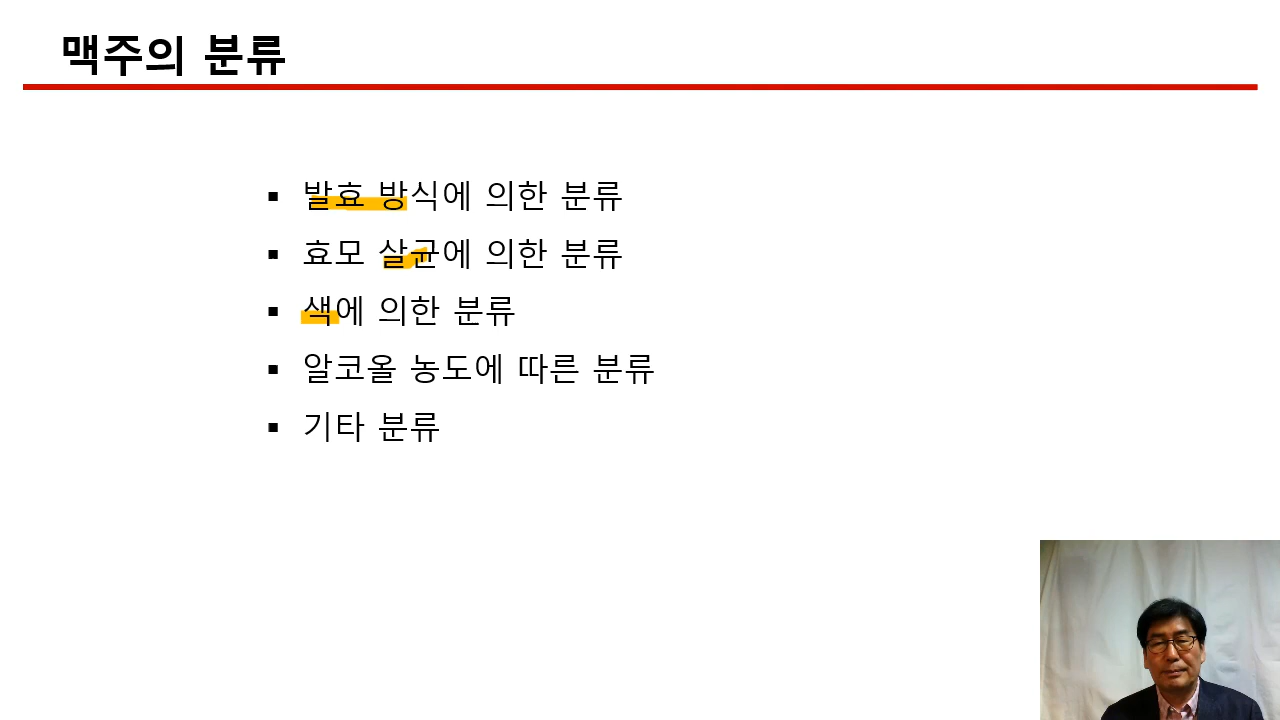 맥주의 분류
▪ 발효 방식에 의한 분류
▪ 효모 살균에 의한 분류
▪ 색에 의한 분류
▪ 알코올 농도에 따른 분류
▪ 기타 분류